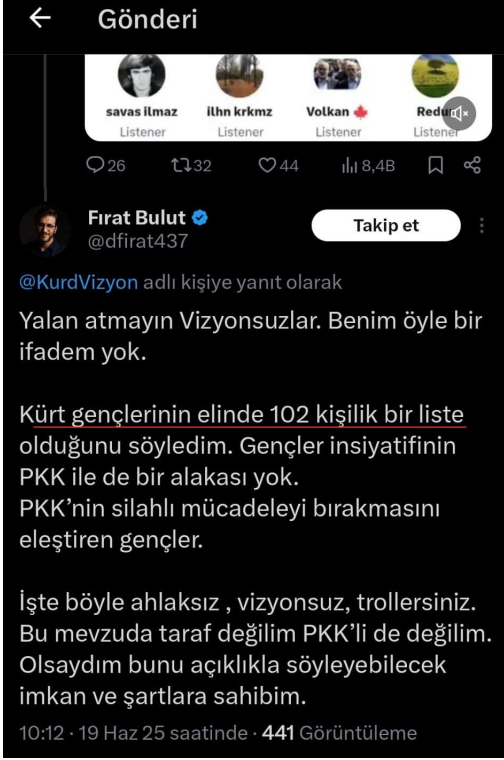 Gönderi
savas ilmaz
ilhn krkmz
Volkan
Listener
Listener
Listener
Listener
26
32
44
8,4B
Fırat Bulut
Takip et
@dfirat437
@KurdVizyon adlı kişiye yanıt olarak
Yalan atmayın Vizyonsuzlar. Benim öyle bir
ifadem yok.
Kürt gençlerinin elinde 102 kişilik bir liste
olduğunu söyledim. Gençler insiyatifinin
PKK ile de bir alakası yok.
PKK’nin silahlı mücadeleyi bırakmasını
eleştiren gençler.
İşte böyle ahlaksız , vizyonsuz, trollersiniz.
Bu mevzuda taraf değilim PKK’li de değilim.
Olsaydım bunu açıklıkla söyleyebilecek
imkan ve şartlara sahibim.
10:12 · 19 Haz 25 saatinde · 441 Görüntüleme